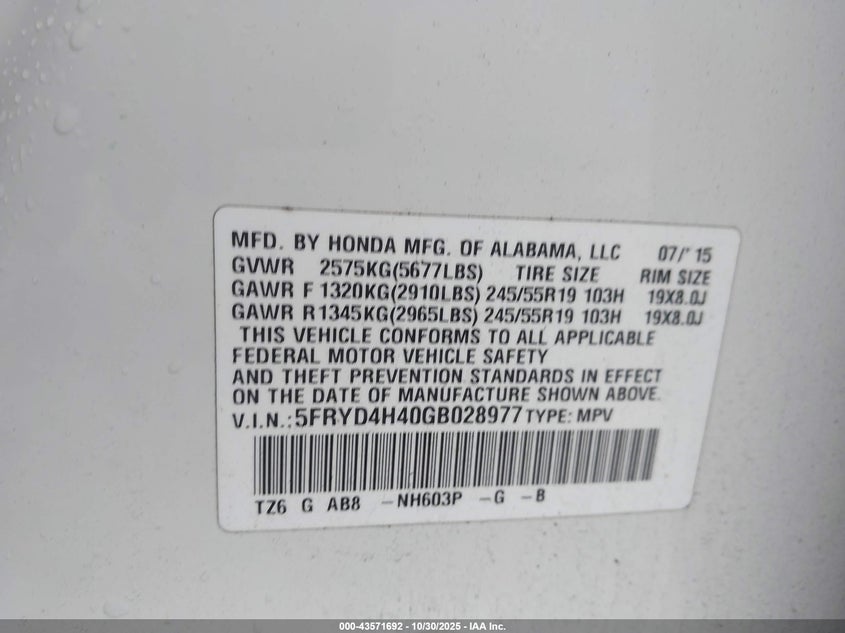 MFD. BY HONDA MFG. OF ALABAMA, LLC 07/' 15
GVWR 2575KG(5677LBS) TIRE SIZE RIM SIZE
GAWR F 1320KG(2910LBS) 245/55R19 103H 19X8.0J
GAWR R 1345KG(2965LBS) 245/55R19 103H 19X8.0J
THIS VEHICLE CONFORMS TO ALL APPLICABLE
FEDERAL MOTOR VEHICLE SAFETY
AND THEFT PREVENTION STANDARDS IN EFFECT
ON THE DATE OF MANUFACTURE SHOWN ABOVE.
V.I.N.:5FRYD4H40GB028977 TYPE: MPV
TZ6 G AB8 -NH603P -G -B
000-43571692 - 10/30/2025 - IAA Inc.